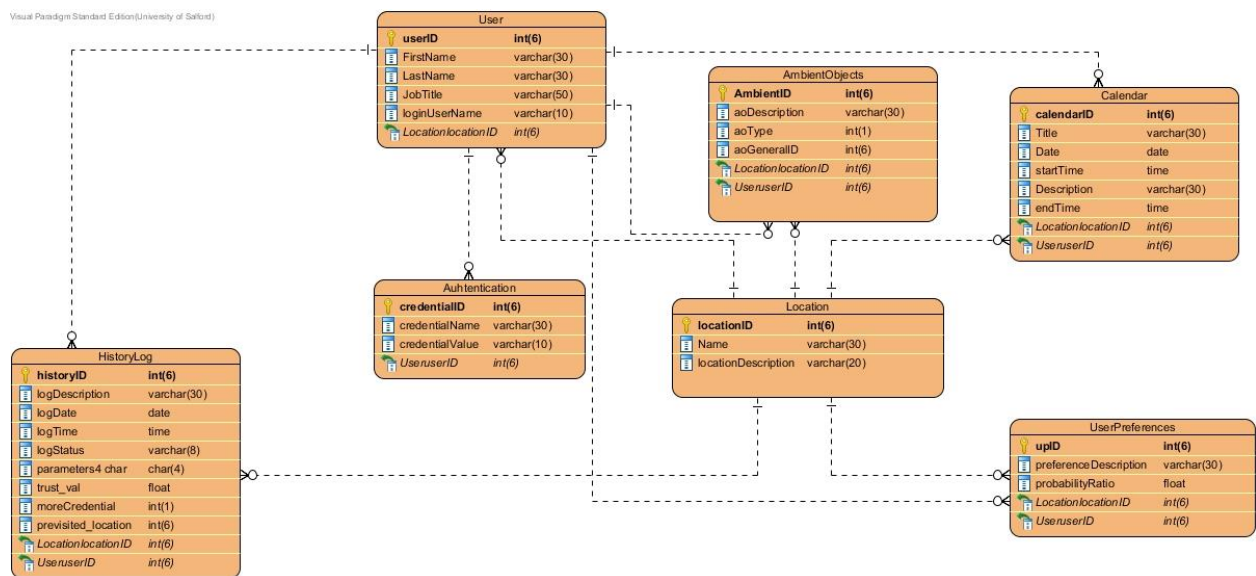 Visual Paradigm Standard Edition(University of Salford)
User
userID int(6)
FirstName varchar(30)
LastName varchar(30)
JobTitle varchar(50)
loginUserName varchar(10)
LocationlocationID int(6)
AmbientObjects
AmbientID int(6)
aoDescription varchar(30)
aoType int(1)
aoGeneralID int(6)
LocationlocationID int(6)
UseruserID int(6)
Calendar
calendarID int(6)
Title varchar(30)
Date date
startTime time
Description varchar(30)
endTime time
LocationlocationID int(6)
UseruserID int(6)
Auhtentication
credentialID int(6)
credentialName varchar(30)
credentialValue varchar(10)
UseruserID int(6)
Location
locationID int(6)
Name varchar(30)
locationDescription varchar(20)
HistoryLog
historyID int(6)
logDescription varchar(30)
logDate date
logTime time
logStatus varchar(8)
parameters4 char char(4)
trust_val float
moreCredential int(1)
previsited_location int(6)
LocationlocationID int(6)
UseruserID int(6)
UserPreferences
upID int(6)
preferenceDescription varchar(30)
probabilityRatio float
LocationlocationID int(6)
UseruserID int(6)